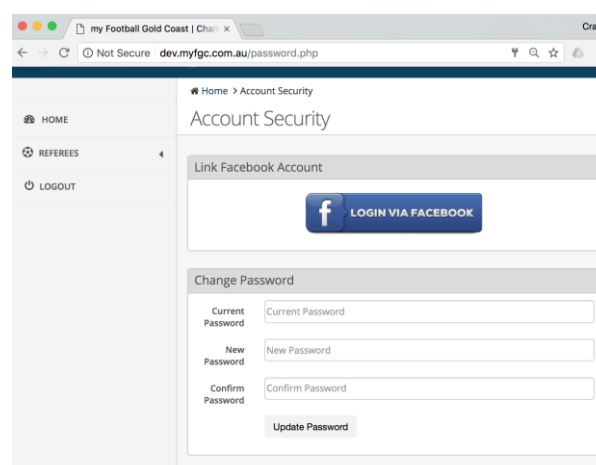 my Football Gold Coast | Chan
Cra
Not Secure dev.myfgc.com.au/password.php
Home > Account Security
Account Security
HOME
REFEREES
LOGOUT
Link Facebook Account
f LOGIN VIA FACEBOOK
Change Password
Current
Password
Current Password
New
Password
New Password
Confirm
Password
Confirm Password
Update Password